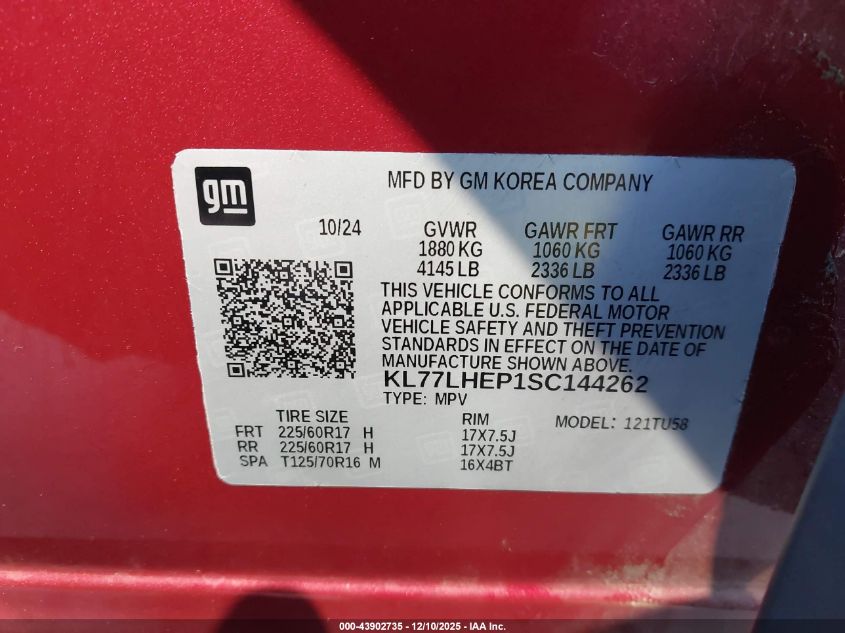 gm
MFD BY GM KOREA COMPANY
10/24 GVWR GAWR FRT GAWR RR
1880 KG 1060 KG 1060 KG
4145 LB 2336 LB 2336 LB
THIS VEHICLE CONFORMS TO ALL
APPLICABLE U.S. FEDERAL MOTOR
VEHICLE SAFETY AND THEFT PREVENTION
STANDARDS IN EFFECT ON THE DATE OF
MANUFACTURE SHOWN ABOVE.
KL77LHEP1SC144262
TYPE: MPV
TIRE SIZE RIM MODEL: 121TU58
FRT 225/60R17 H 17X7.5J
RR 225/60R17 H 17X7.5J
SPA T125/70R16 M 16X4BT
000-43902735 - 12/10/2025 - IAA Inc.